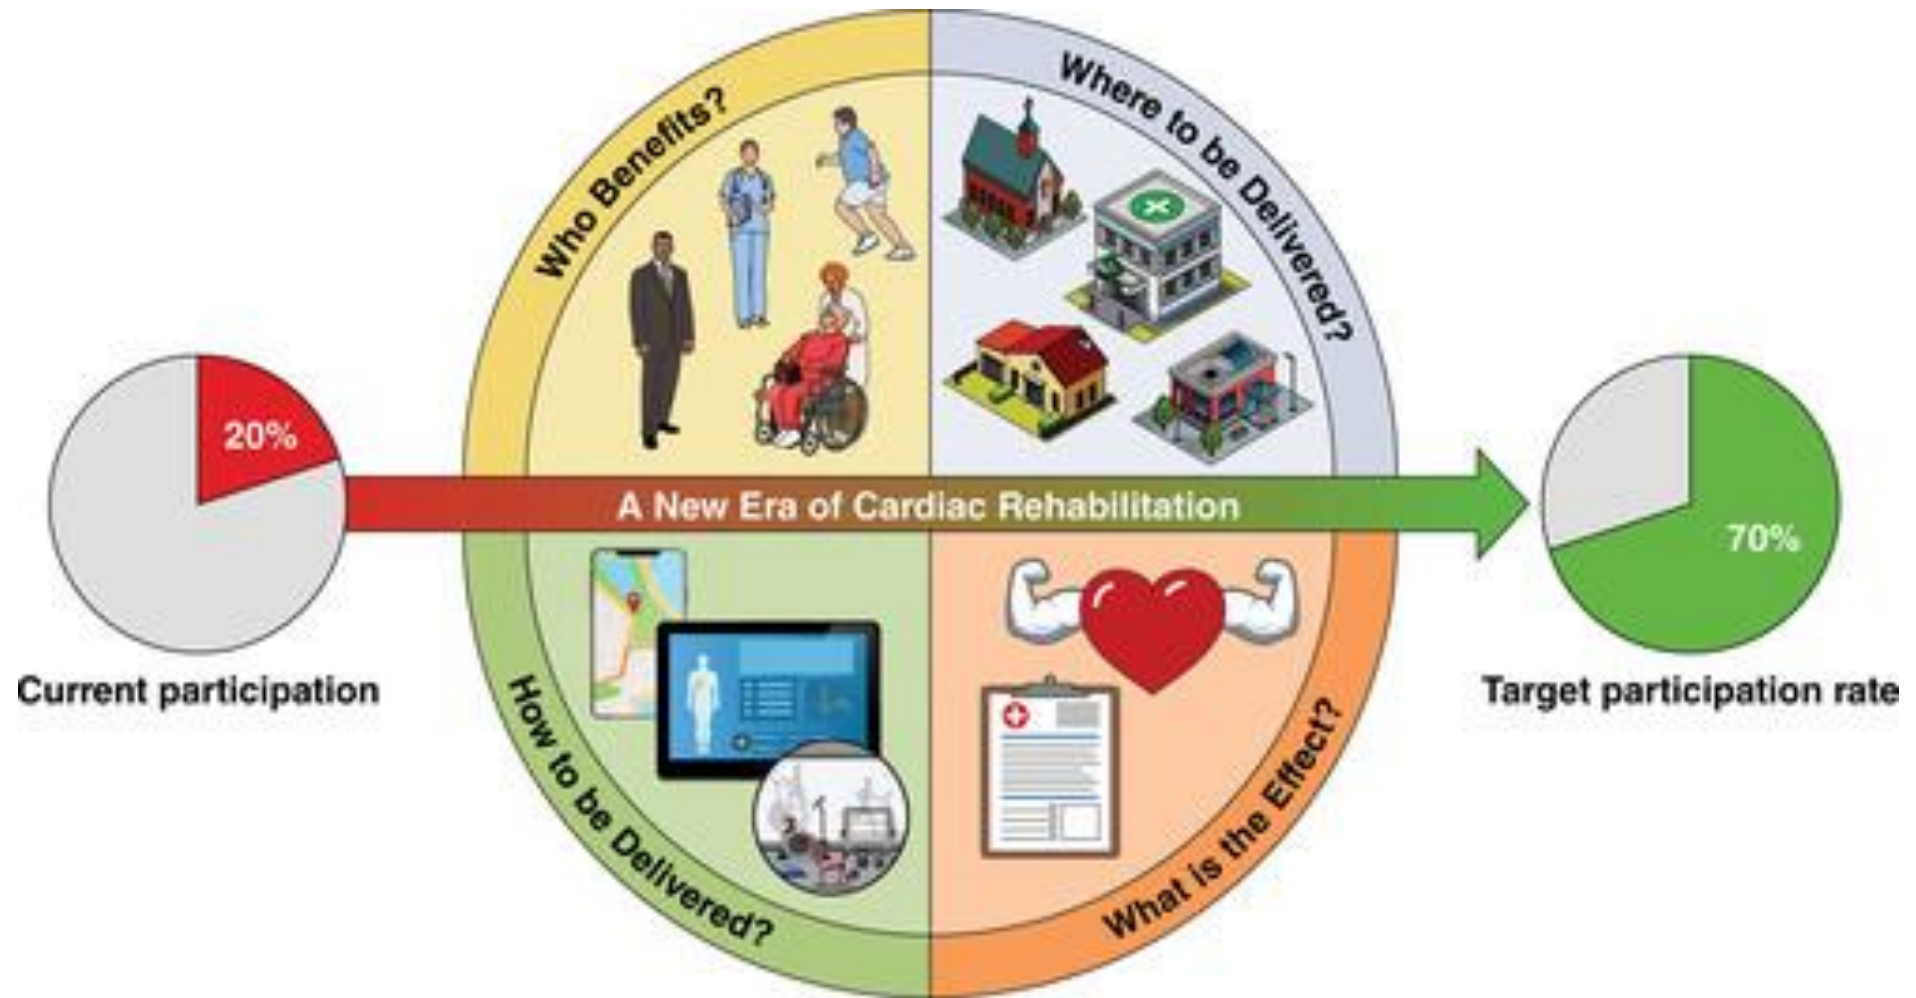 Who Benefits?
Where to be Delivered?
20%
Current participation
A New Era of Cardiac Rehabilitation
70%
Target participation rate
How to be Delivered?
What is the Effect?